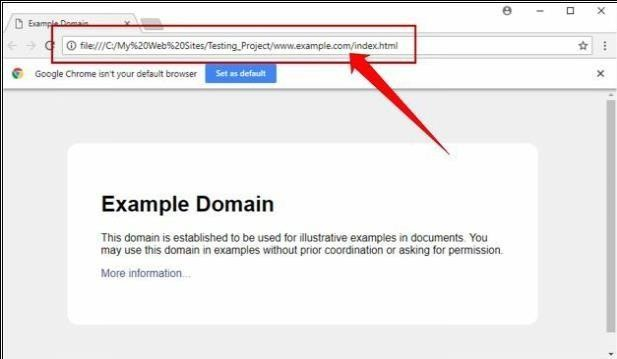 Example Domain
file:///C:/My%20Web%20Sites/Testing_Project/www.example.com/index.html
Google Chrome isn't your default browser Set as default
Example Domain
This domain is established to be used for illustrative examples in documents. You
may use this domain in examples without prior coordination or asking for permission.
More information...